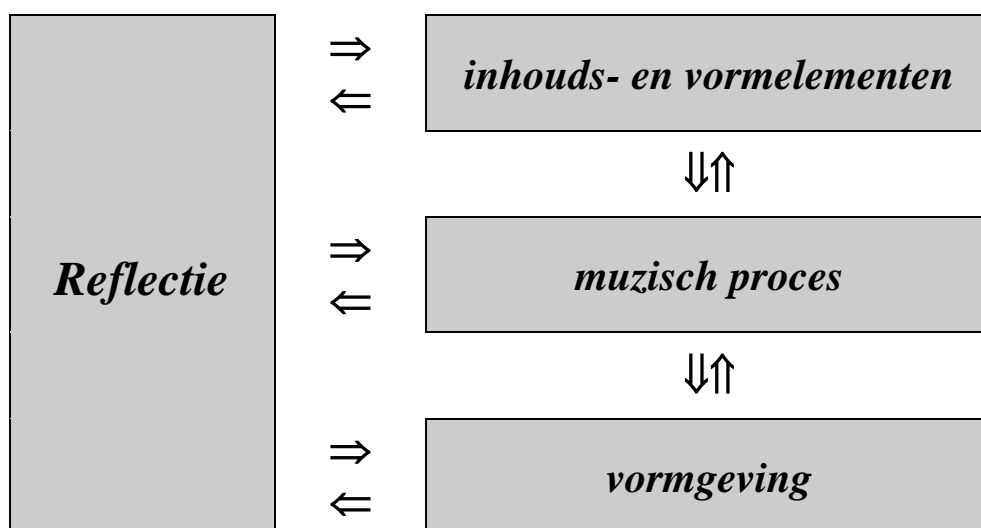 Reflectie
inhouds- en vormelementen
muzisch proces
vormgeving